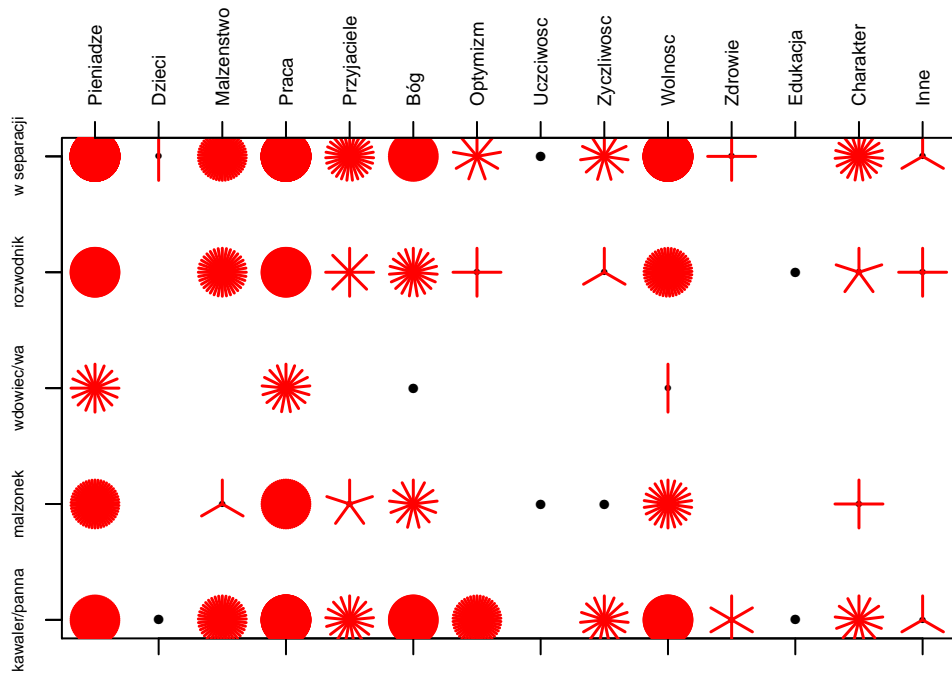 Pieniadze
Dzieci
Malzenstwo
Praca
Przyjaciele
Bóg
Optymizm
Uczciwosc
Zyczliwosc
Wolnosc
Zdrowie
Edukacja
Charakter
Inne
w separacji
rozwodnik
wdowiec/wa
malzonek
kawaler/panna